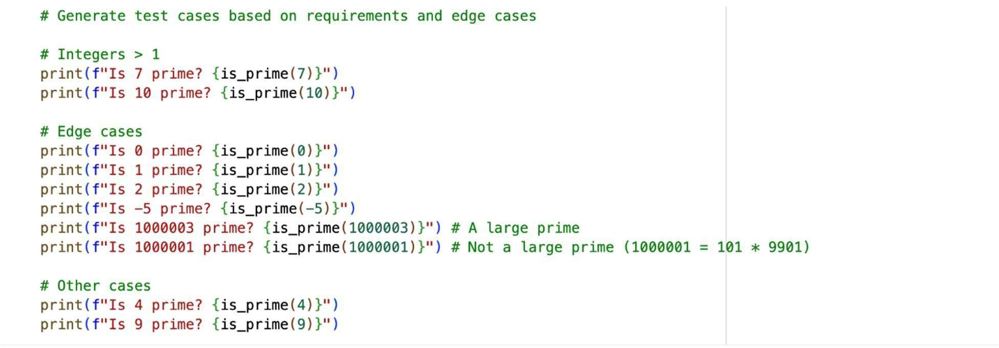 # Generate test cases based on requirements and edge cases
# Integers > 1
print(f"Is 7 prime? {is_prime(7)}")
print(f"Is 10 prime? {is_prime(10)}")
# Edge cases
print(f"Is 0 prime? {is_prime(0)}")
print(f"Is 1 prime? {is_prime(1)}")
print(f"Is 2 prime? {is_prime(2)}")
print(f"Is -5 prime? {is_prime(-5)}")
print(f"Is 1000003 prime? {is_prime(1000003)}") # A large prime
print(f"Is 1000001 prime? {is_prime(1000001)}") # Not a large prime (1000001 = 101 * 9901)
# Other cases
print(f"Is 4 prime? {is_prime(4)}")
print(f"Is 9 prime? {is_prime(9)}")